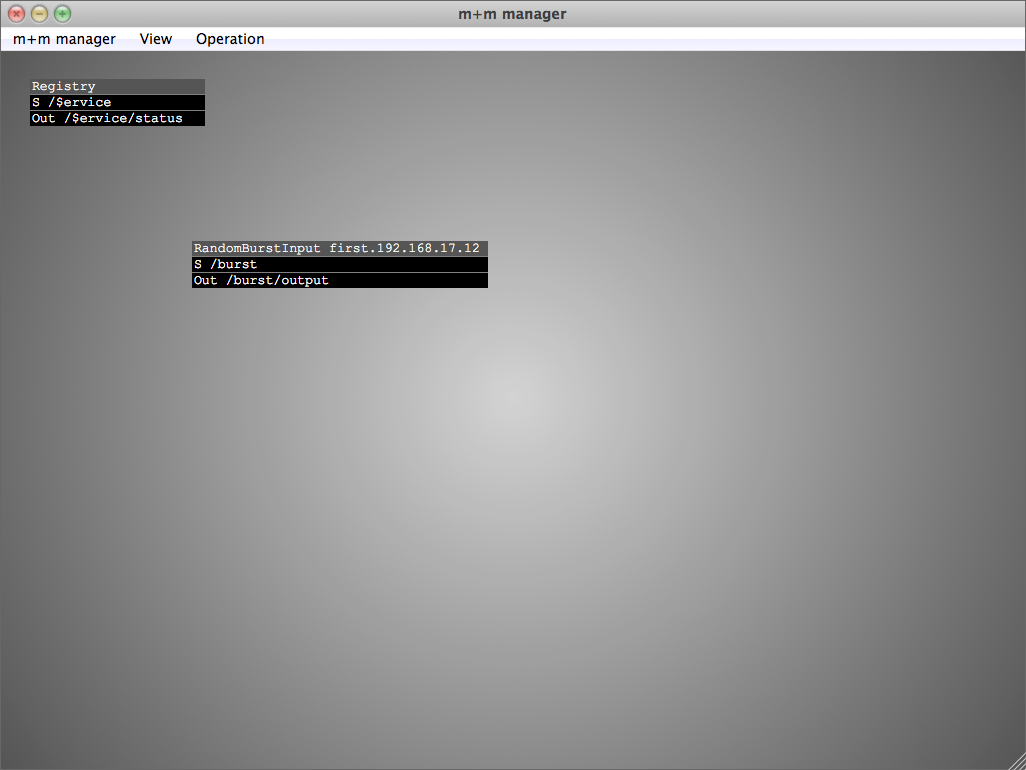 m+m manager
m+m manager View Operation
Registry
S /$ervice
Out /$ervice/status
RandomBurstInput first.192.168.17.12
S /burst
Out /burst/output